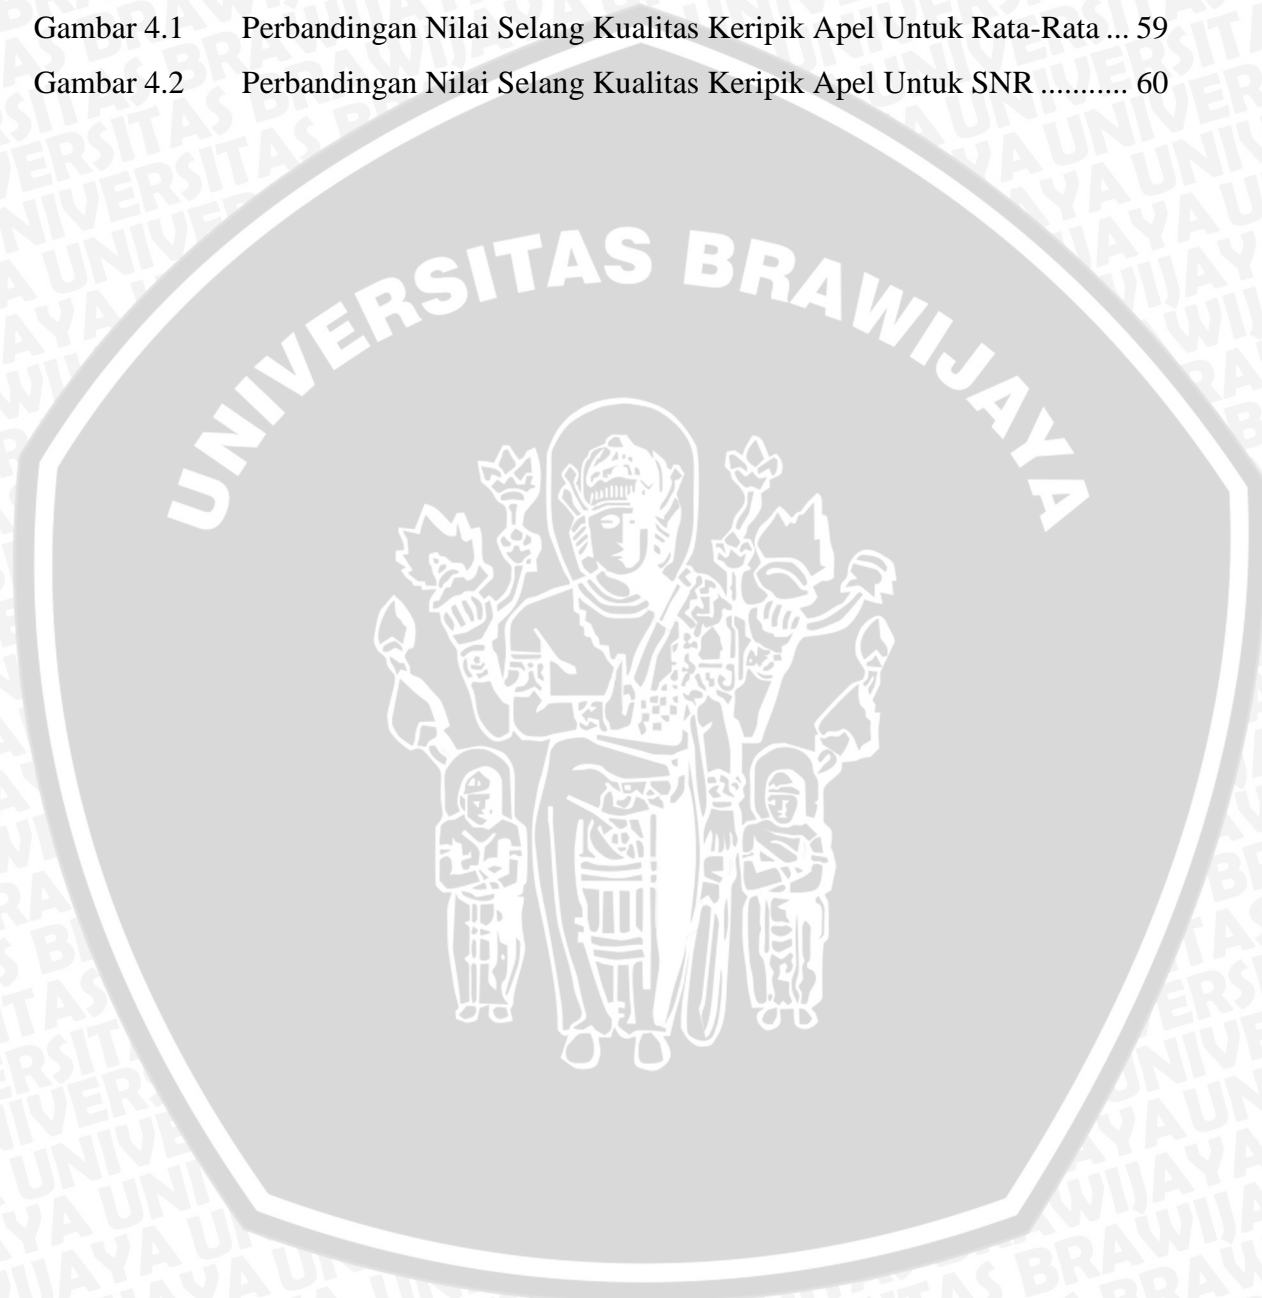 Gambar 4.1 Perbandingan Nilai Selang Kualitas Keripik Apel Untuk Rata-Rata ... 59
Gambar 4.2 Perbandingan Nilai Selang Kualitas Keripik Apel Untuk SNR ........... 60
UNIVERSITAS BRAWIJAYA